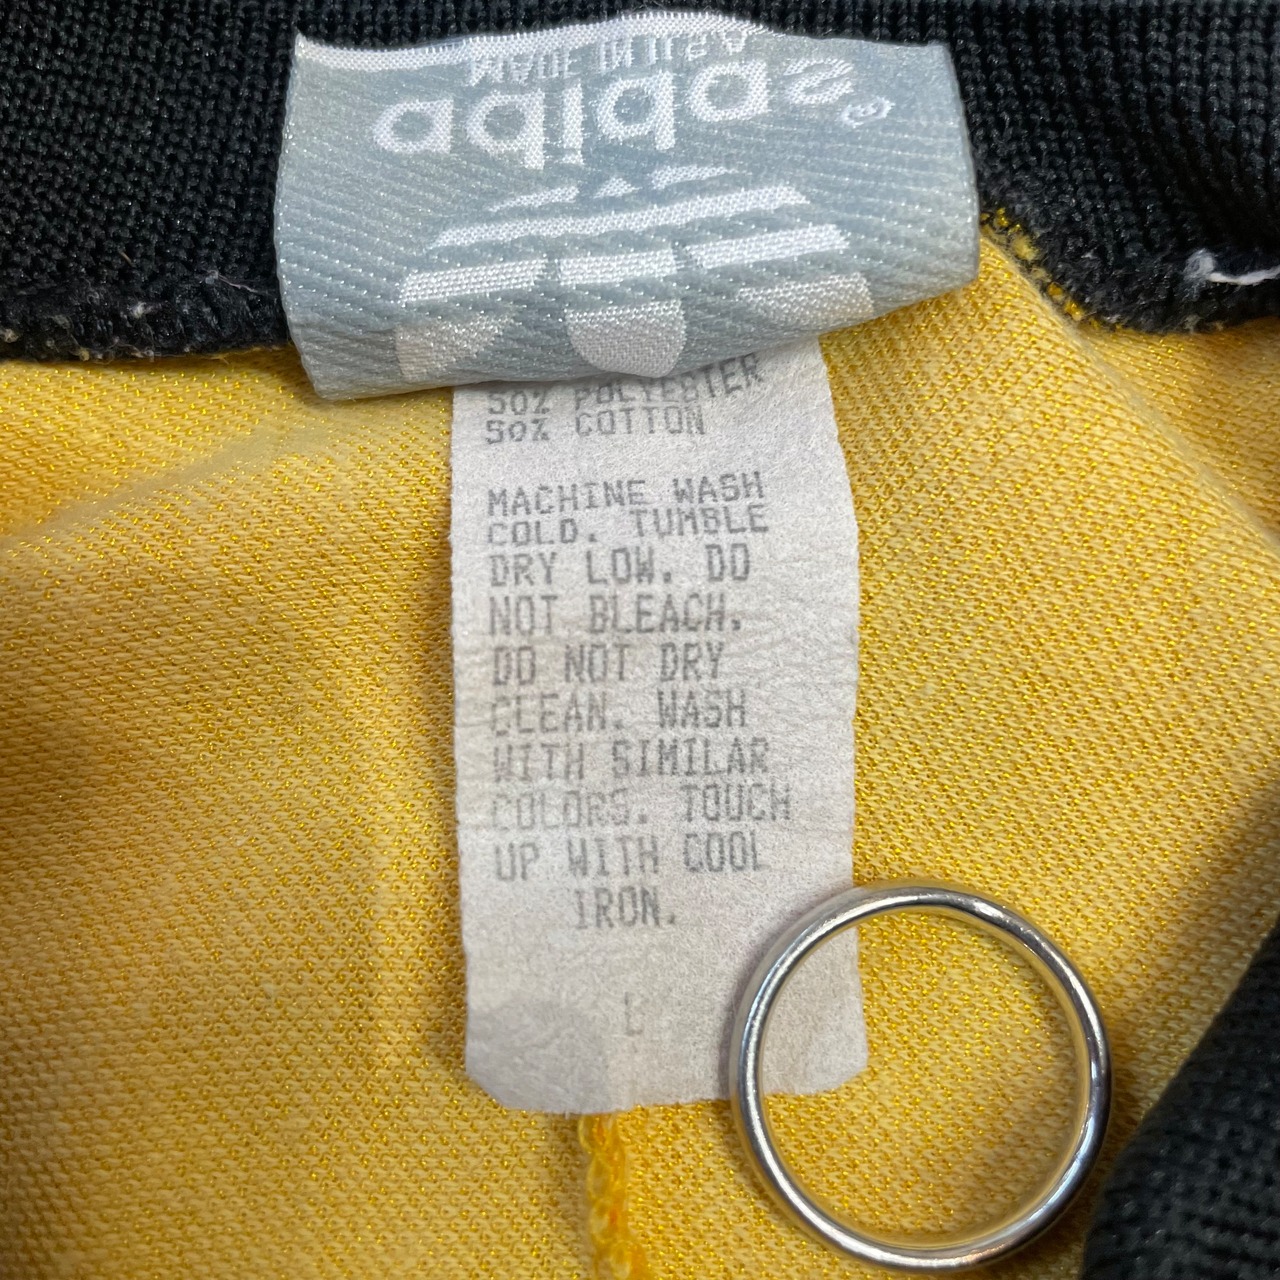 MADE IN U.S.A.
adidas®
50% POLYESTER
50% COTTON
MACHINE WASH
COLD. TUMBLE
DRY LOW. DO
NOT BLEACH.
DO NOT DRY
CLEAN. WASH
WITH SIMILAR
COLORS. TOUCH
UP WITH COOL
IRON.
L